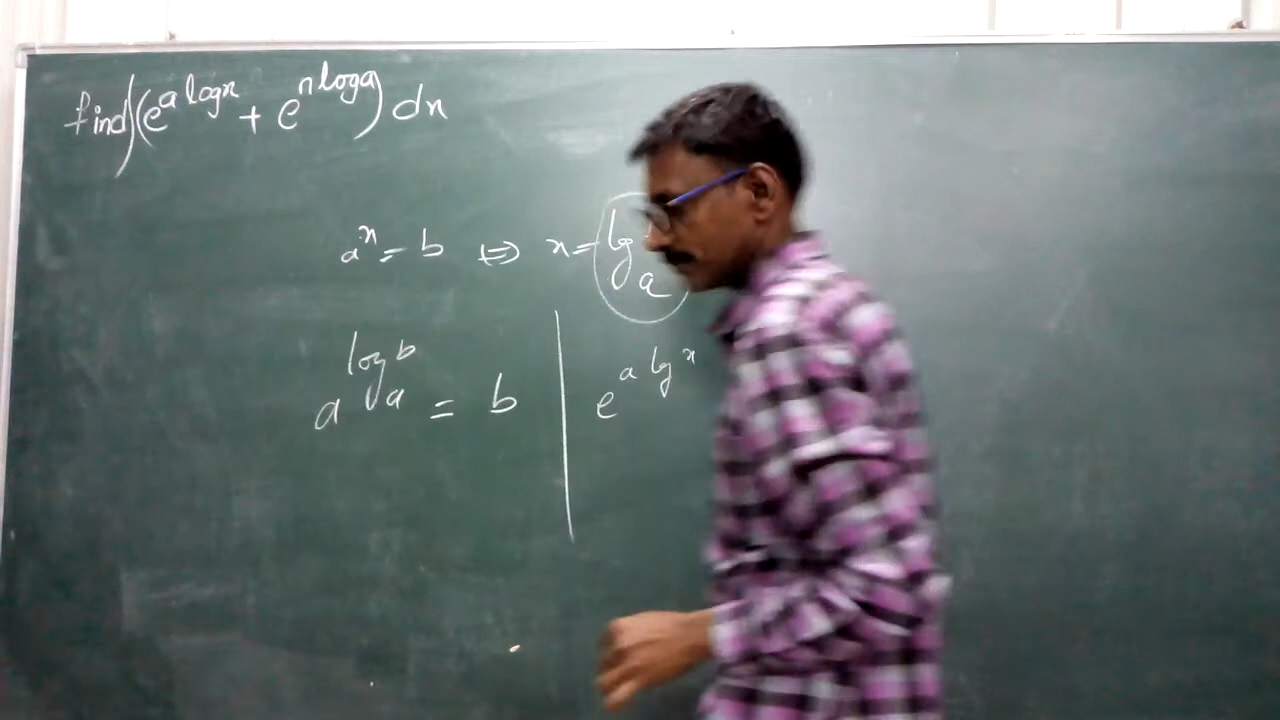 find ∫(e^{a log x} + e^{x log a}) dx
a^x = b ⇔ x = log_a
a^{log_a b} = b | e^{a log x}